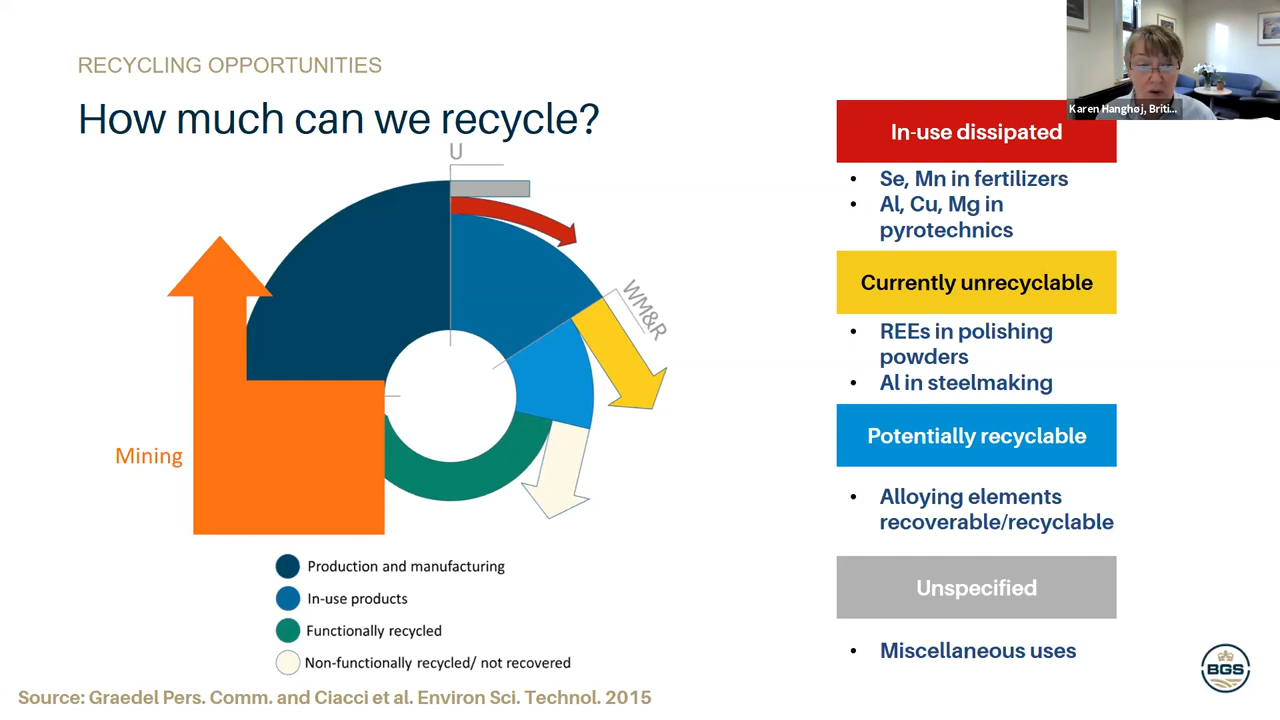 RECYCLING OPPORTUNITIES
How much can we recycle?
U
WM&R
Mining
Production and manufacturing
In-use products
Functionally recycled
Non-functionally recycled/ not recovered
Source: Graedel Pers. Comm. and Ciacci et al. Environ Sci. Technol. 2015
Karen Hanghøj, Briti...
In-use dissipated
• Se, Mn in fertilizers
• Al, Cu, Mg in
pyrotechnics
Currently unrecyclable
• REEs in polishing
powders
• Al in steelmaking
Potentially recyclable
• Alloying elements
recoverable/recyclable
Unspecified
• Miscellaneous uses
BGS